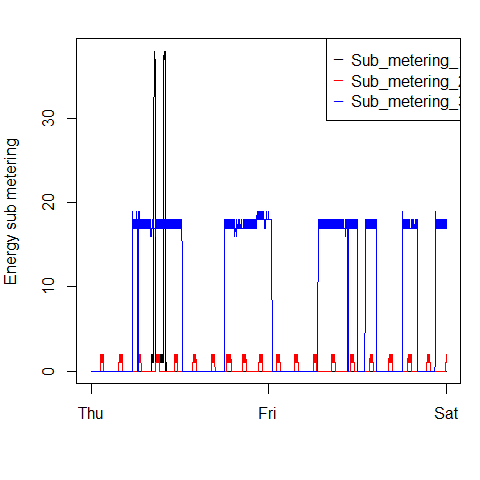 Sub_metering_
Sub_metering_2
Sub_metering_3
Energy sub metering
30
20
10
0
Thu
Fri
Sat